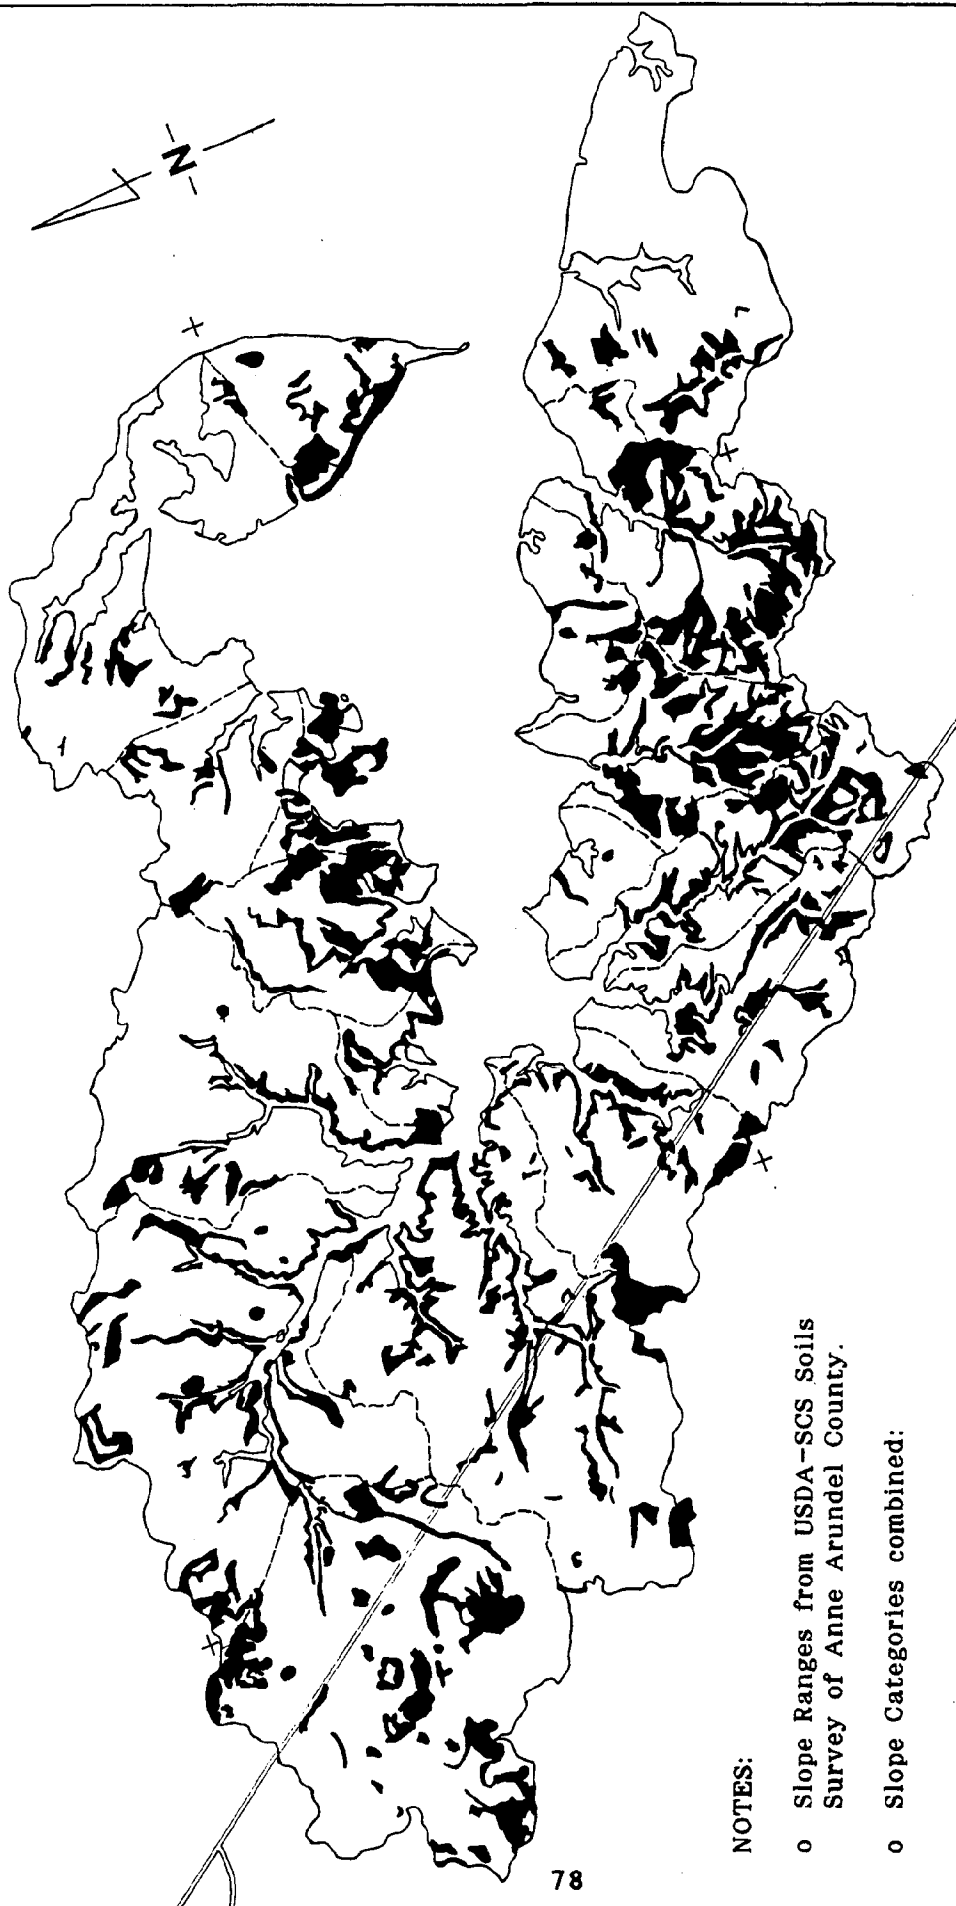 N
NOTES:
o Slope Ranges from USDA-SCS Soils
Survey of Anne Arundel County.
o Slope Categories combined:
78